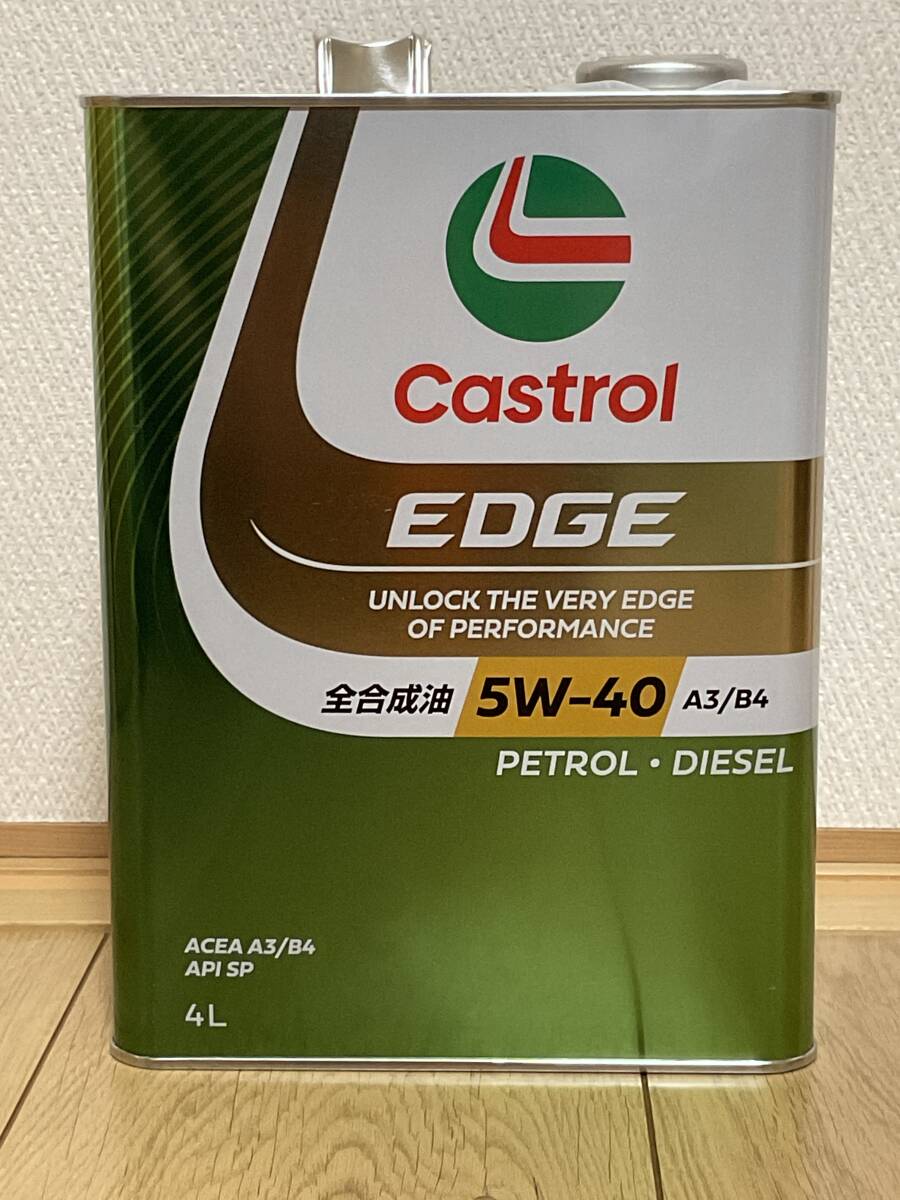 Castrol
EDGE
UNLOCK THE VERY EDGE
OF PERFORMANCE
全合成油 5W-40 A3/B4
PETROL • DIESEL
ACEA A3/B4
API SP
4L